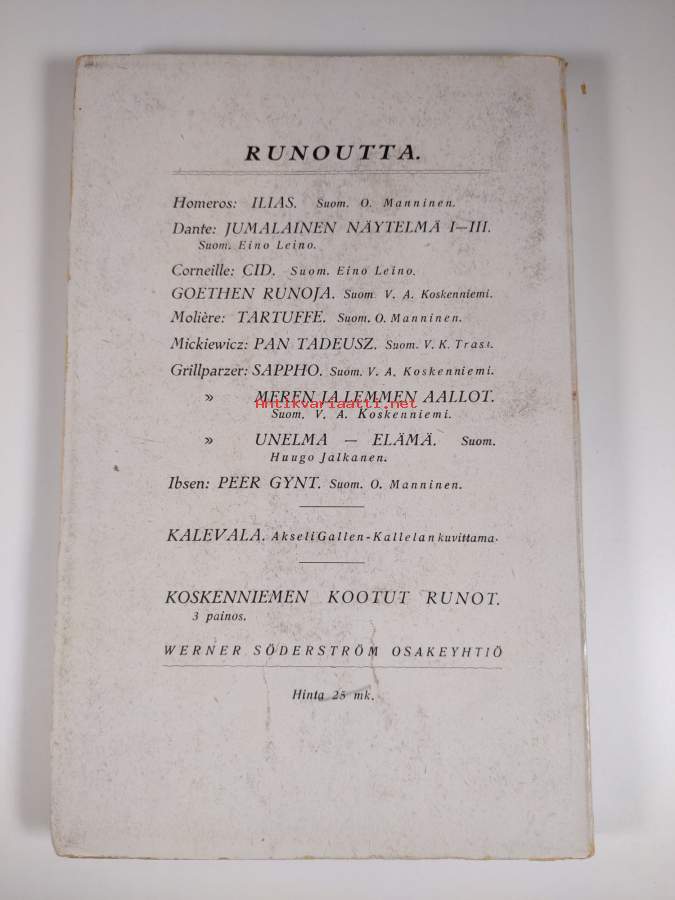 RUNOUTTA.
Homeros: ILIAS. Suom. O. Manninen.
Dante: JUMALAINEN NÄYTELMÄ I—III.
Suom. Eino Leino.
Corneille: CID. Suom. Eino Leino.
GOETHEN RUNOJA. Suom. V. A. Koskenniemi.
Molière: TARTUFFE. Suom. O. Manninen.
Mickiewicz: PAN TADEUSZ. Suom. V. K. Trast.
Grillparzer: SAPPHO. Suom. V. A. Koskenniemi.
» MEREN JA LEMMEN AALLOT.
Antikvariaatti.net
Suom. V. A. Koskenniemi.
» UNELMA — ELÄMÄ. Suom.
Huugo Jalkanen.
Ibsen: PEER GYNT. Suom. O. Manninen.
KALEVALA. Akseli Gallen-Kallelan kuvittama.
KOSKENNIEMEN KOOTUT RUNOT.
3 painos.
WERNER SÖDERSTRÖM OSAKEYHTIÖ
Hinta 25 mk.